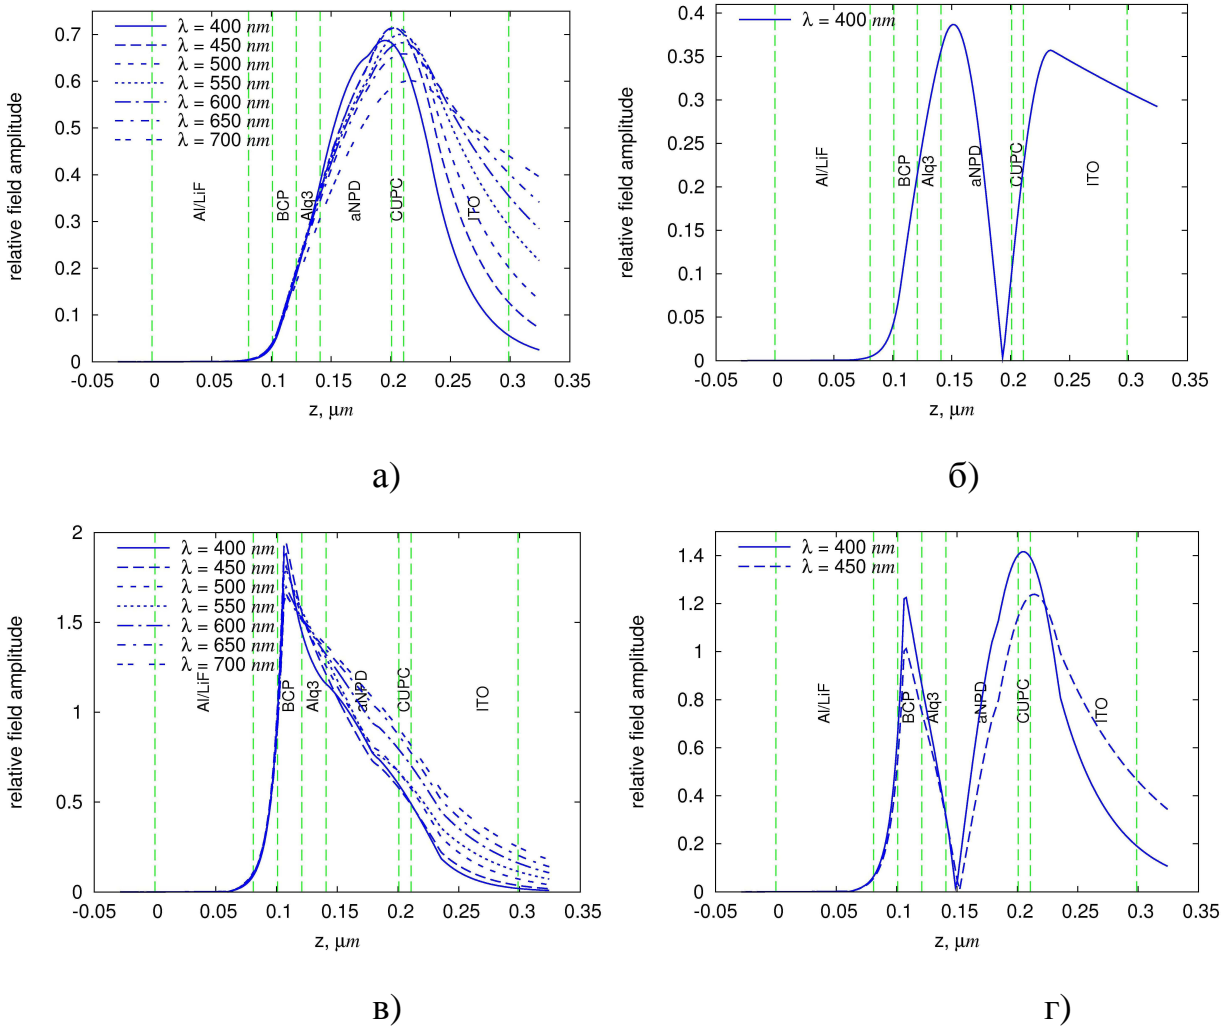 λ = 400 nm
λ = 450 nm
λ = 500 nm
λ = 550 nm
λ = 600 nm
λ = 650 nm
λ = 700 nm
relative field amplitude
0.7
0.6
0.5
0.4
0.3
0.2
0.1
0
Al/LiF
BCP
Alq3
aNPD
CUPC
ITO
-0.05 0 0.05 0.1 0.15 0.2 0.25 0.3 0.35
z, μm
а)
λ = 400 nm
relative field amplitude
0.4
0.35
0.3
0.25
0.2
0.15
0.1
0.05
0
Al/LiF
BCP
Alq3
aNPD
CUPC
ITO
-0.05 0 0.05 0.1 0.15 0.2 0.25 0.3 0.35
z, μm
б)
λ = 400 nm
λ = 450 nm
λ = 500 nm
λ = 550 nm
λ = 600 nm
λ = 650 nm
λ = 700 nm
relative field amplitude
2
1.5
1
0.5
0
Al/LiF
BCP
Alq3
aNPD
CUPC
ITO
-0.05 0 0.05 0.1 0.15 0.2 0.25 0.3 0.35
z, μm
в)
λ = 400 nm
λ = 450 nm
relative field amplitude
1.4
1.2
1
0.8
0.6
0.4
0.2
0
Al/LiF
BCP
Alq3
aNPD
CUPC
ITO
-0.05 0 0.05 0.1 0.15 0.2 0.25 0.3 0.35
z, μm
г)